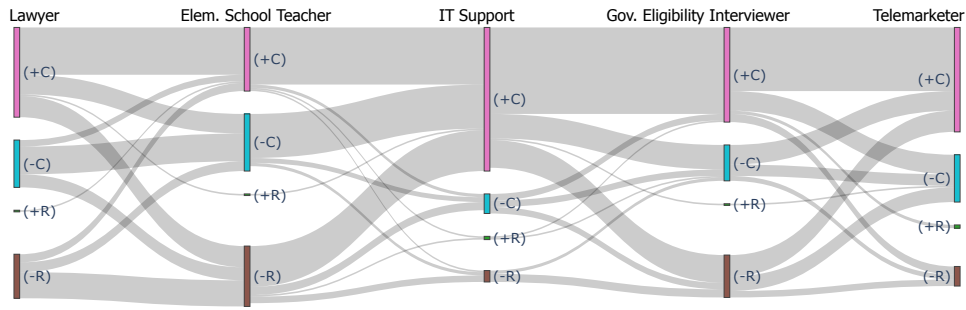 Lawyer Elem. School Teacher IT Support Gov. Eligibility Interviewer Telemarketer
(+C) (+C) (+C) (+C) (+C)
(-C) (-C) (-C) (-C) (-C)
(+R) (+R) (+R) (+R) (+R)
(-R) (-R) (-R) (-R) (-R)